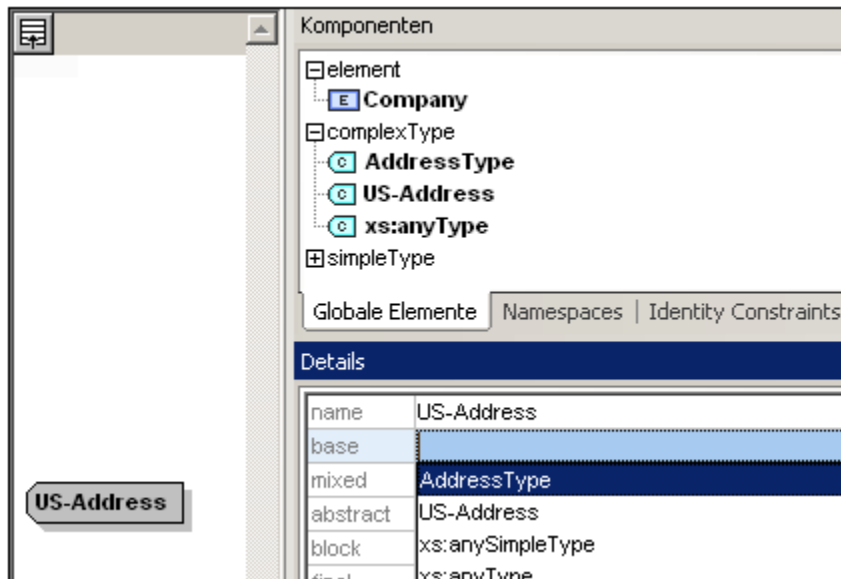 Komponenten
element
E Company
complexType
C AddressType
C US-Address
C xs:anyType
simpleType
Globale Elemente Namespaces | Identity Constraints
Details
name US-Address
base
mixed AddressType
abstract US-Address
block xs:anySimpleType
final xs:anyType
US-Address